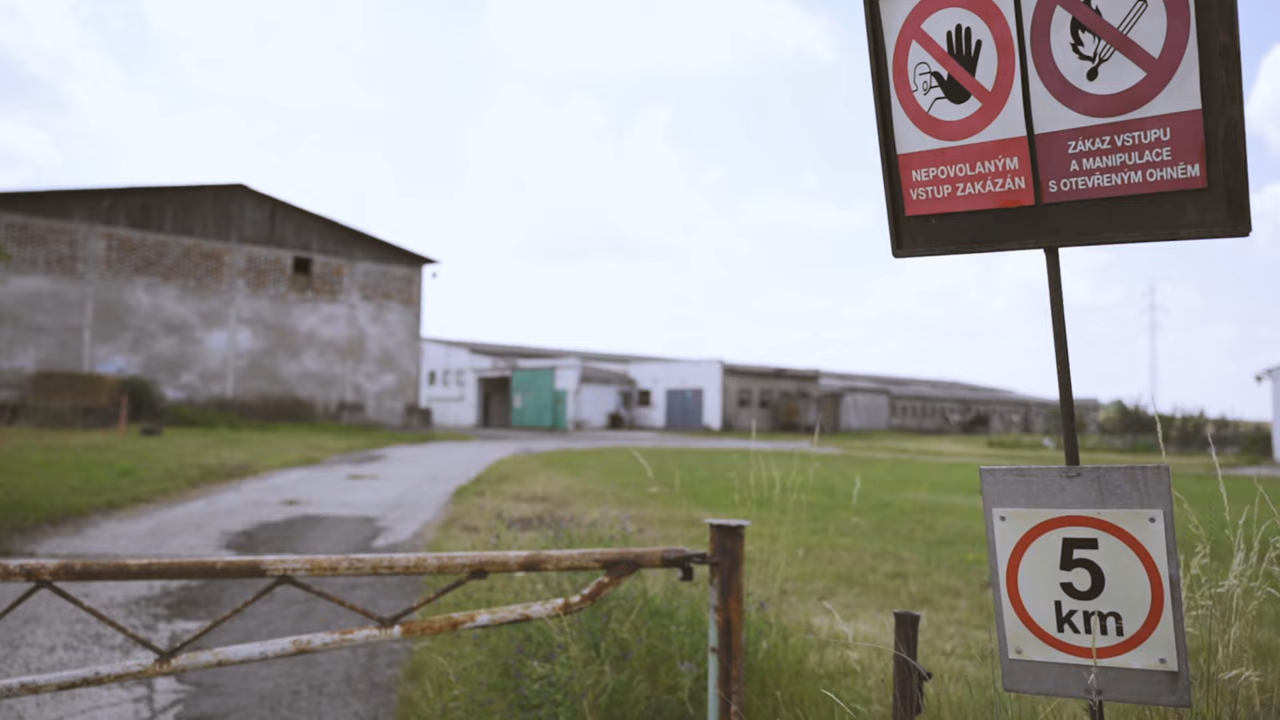 NEPOVOLANÝM
VSTUP ZAKÁZÁN
ZÁKAZ VSTUPU
A MANIPULACE
S OTEVŘENÝM OHNĚM
5
km